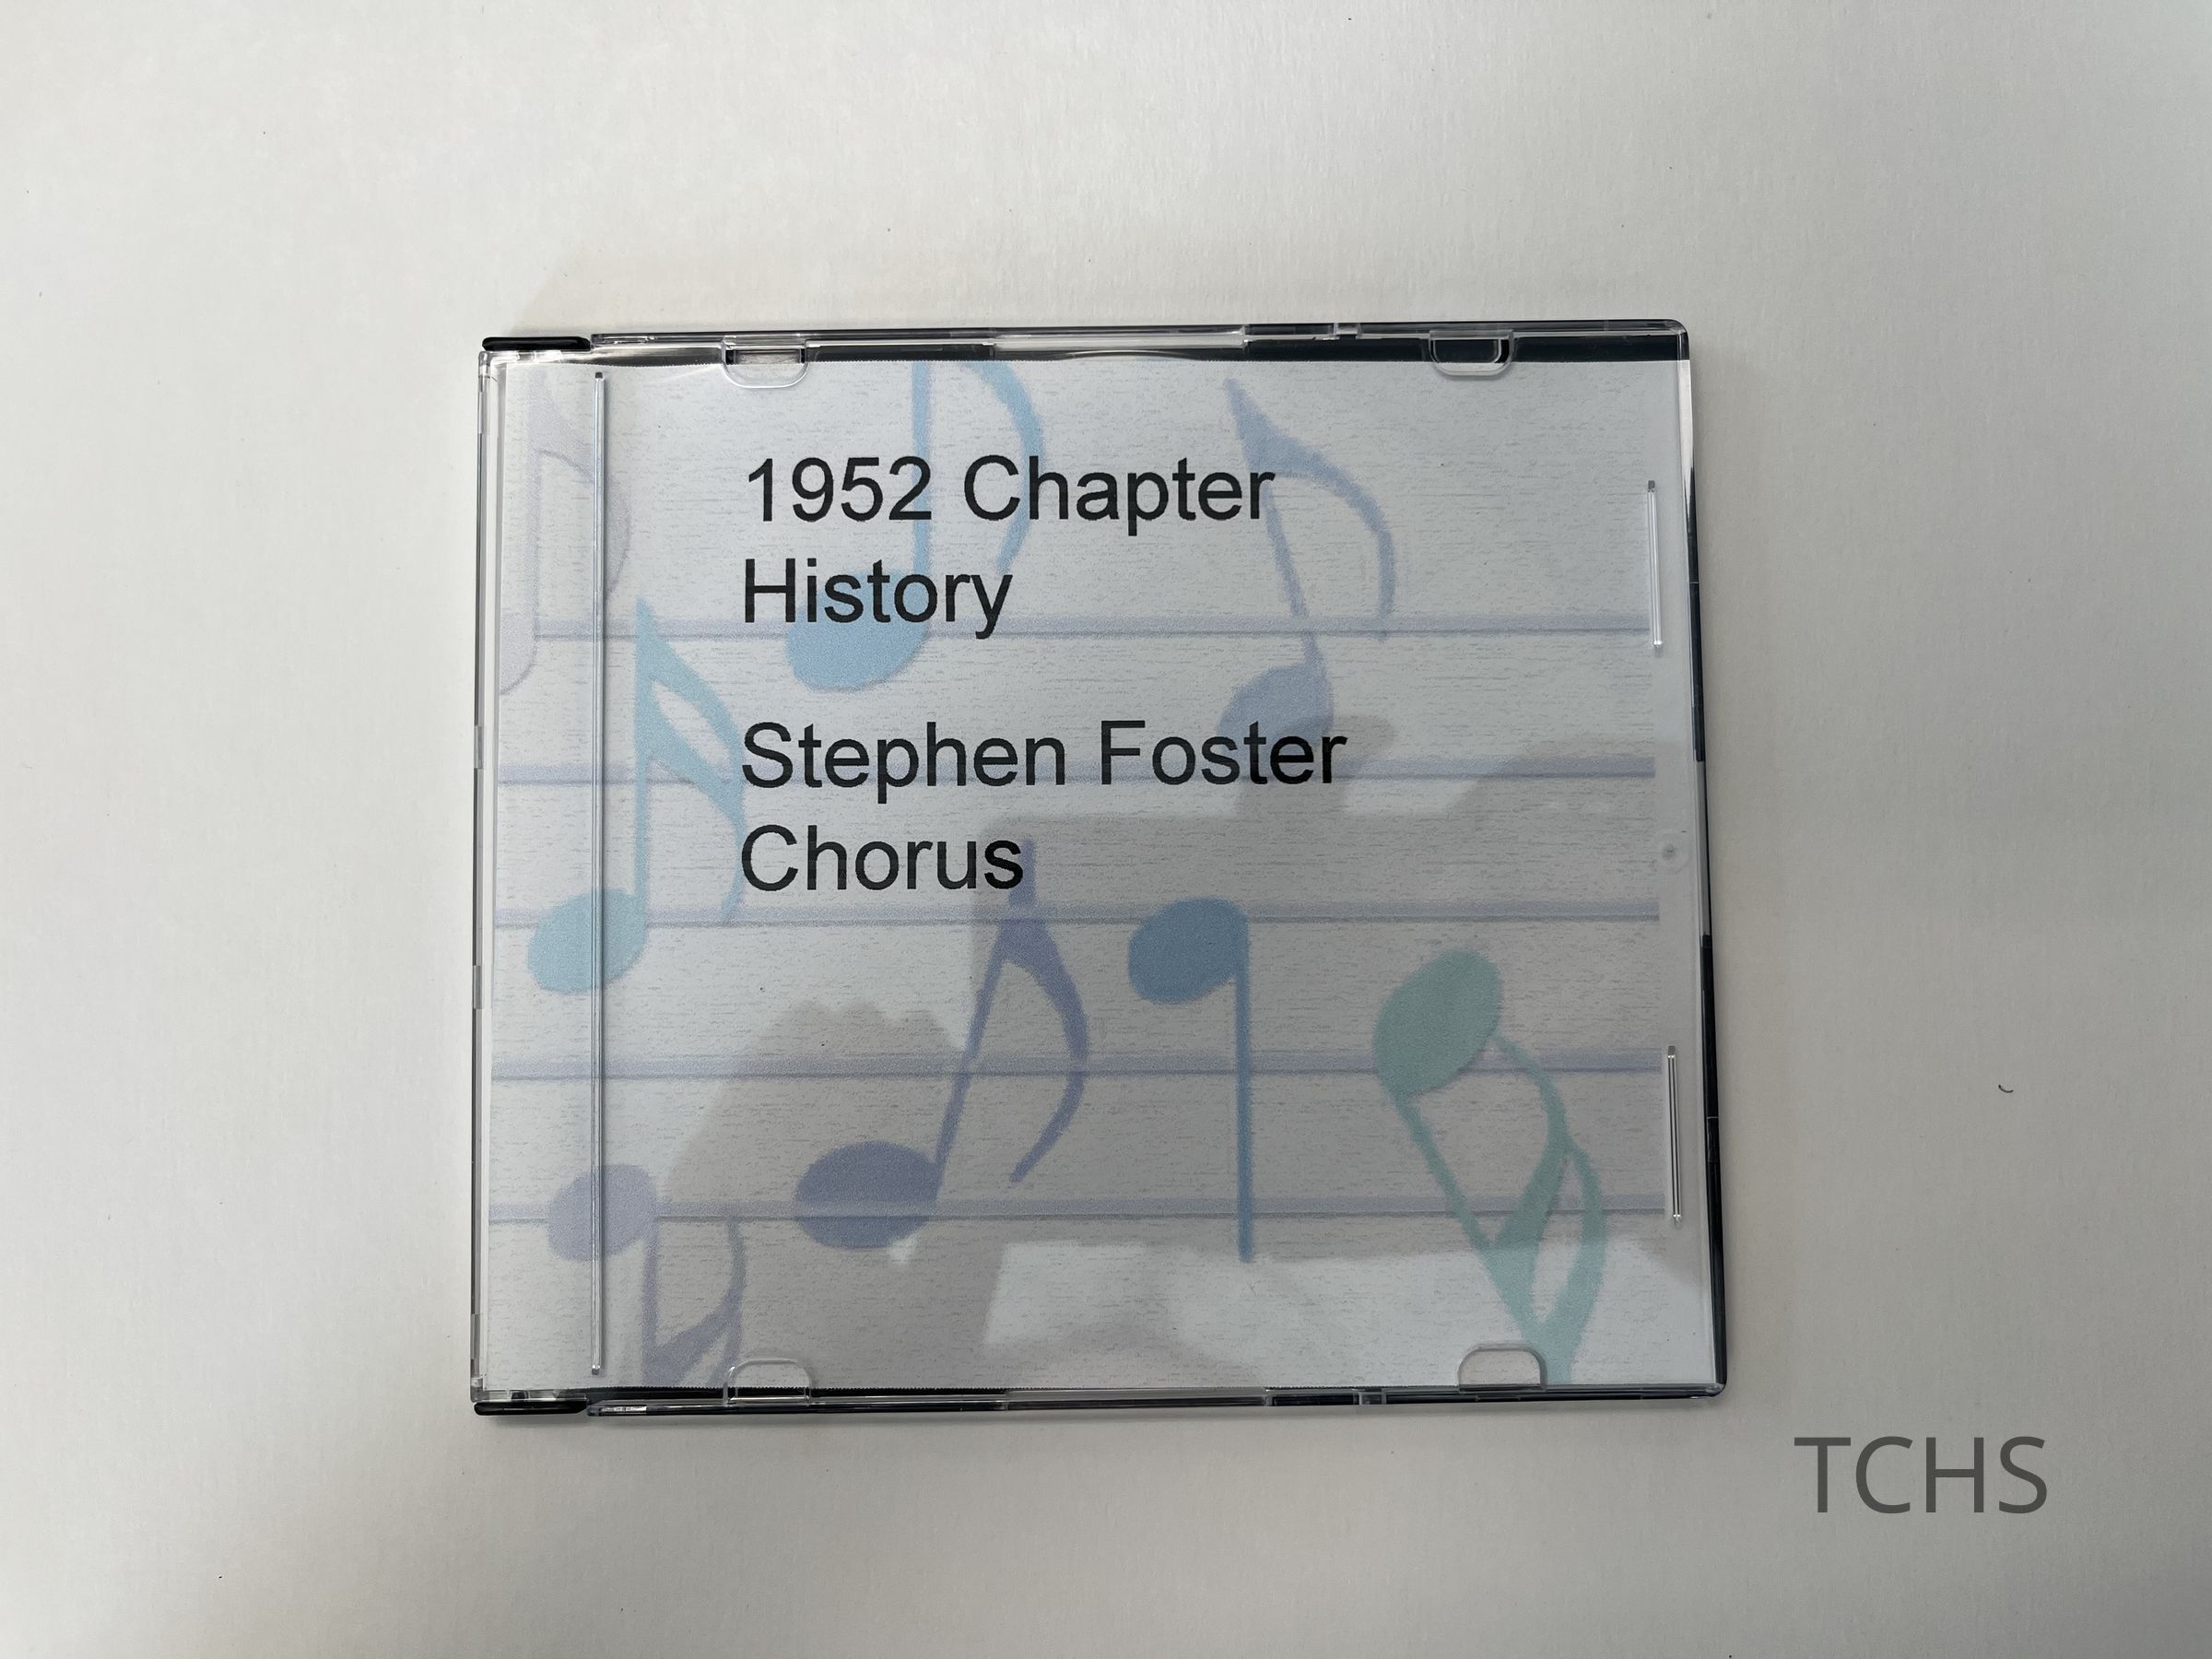 1952 Chapter
History
Stephen Foster
Chorus
TCHS